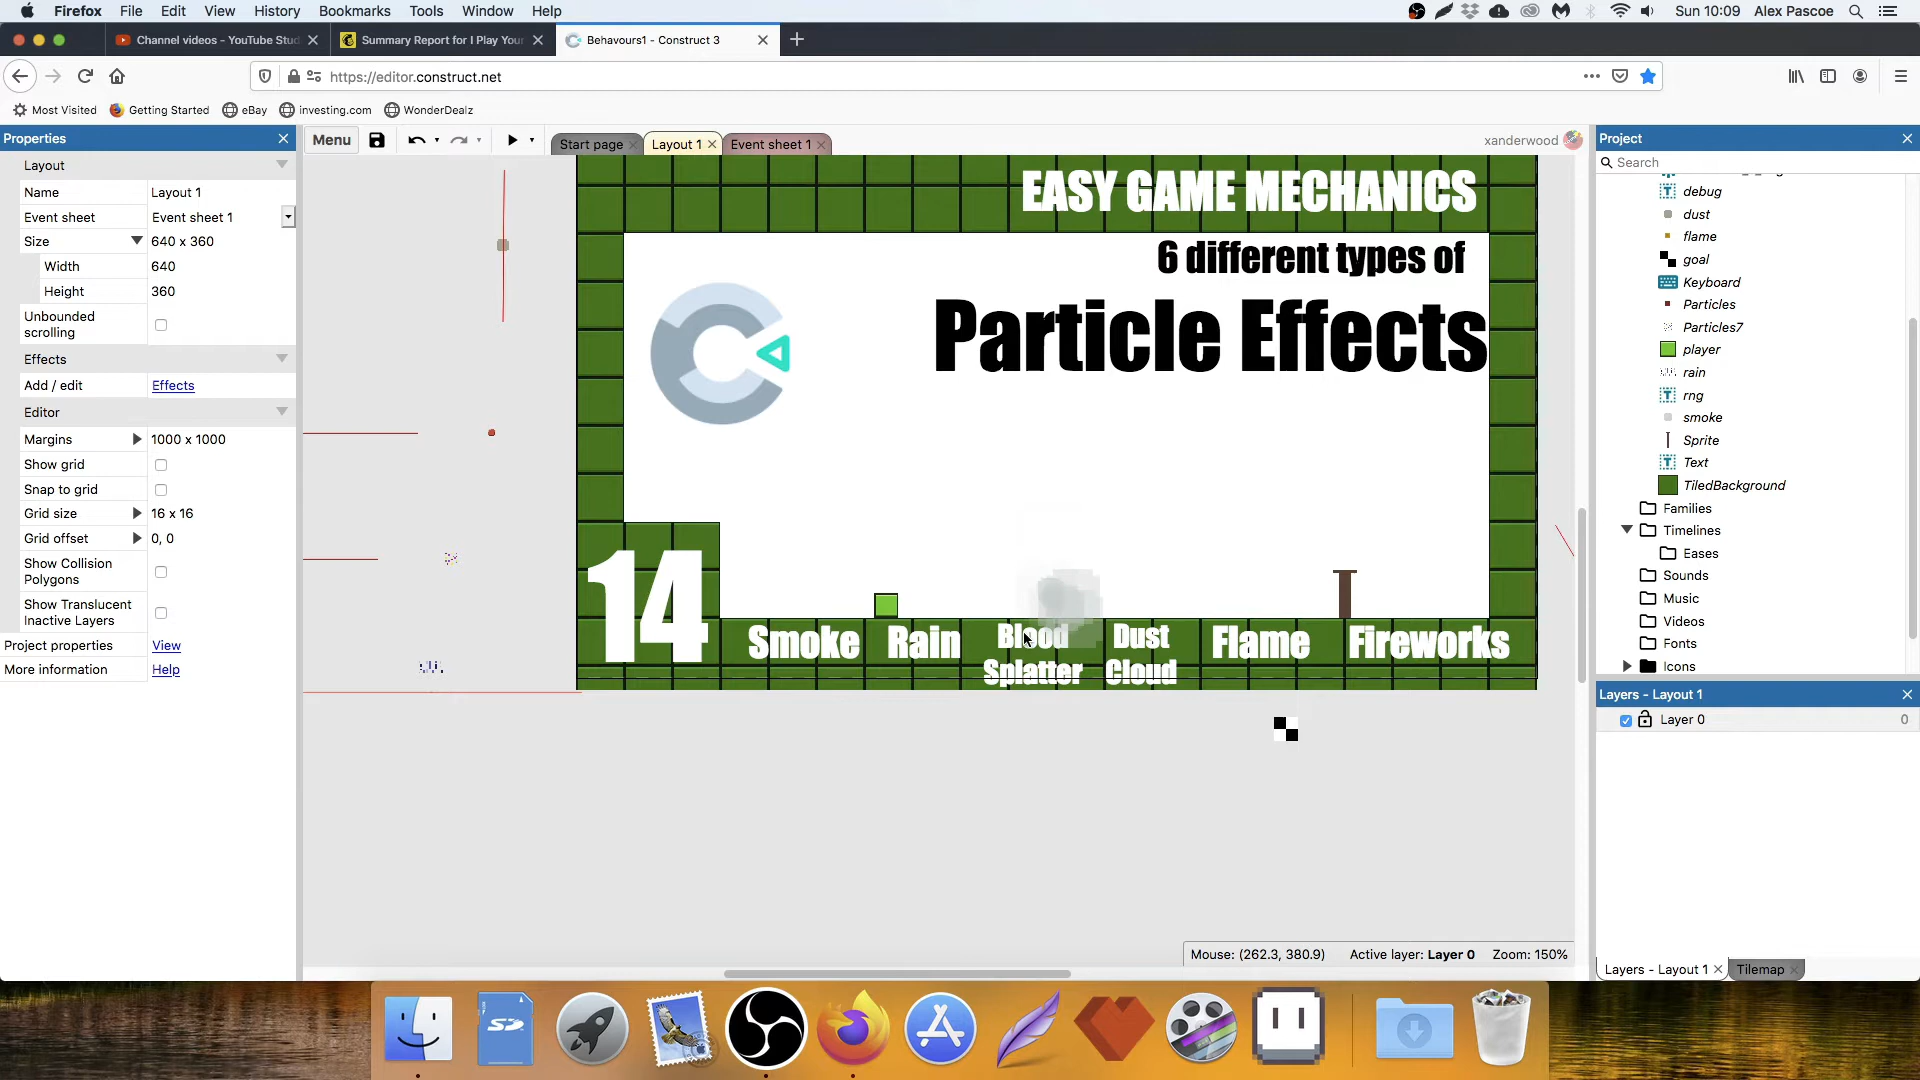 Firefox File Edit View History Bookmarks Tools Window Help
Sun 10:09 Alex Pascoe
Channel videos - YouTube Stud
Summary Report for I Play Your
Behavours1 - Construct 3
https://editor.construct.net
Most Visited Getting Started eBay investing.com WonderDealz
Properties
Menu
Start page
Layout 1
Event sheet 1
xanderwood
Project
Search
Layout
Name Layout 1
Event sheet Event sheet 1
Size 640 x 360
Width 640
Height 360
Unbounded
scrolling
Effects
Add / edit Effects
Editor
Margins 1000 x 1000
Show grid
Snap to grid
Grid size 16 x 16
Grid offset 0, 0
Show Collision
Polygons
Show Translucent
Inactive Layers
Project properties View
More information Help
EASY GAME MECHANICS
6 different types of
Particle Effects
14
Smoke
Rain
Blood
Splatter
Dust
Cloud
Flame
Fireworks
debug
dust
flame
goal
Keyboard
Particles
Particles7
player
rain
rng
smoke
Sprite
Text
TiledBackground
Families
Timelines
Eases
Sounds
Music
Videos
Fonts
Icons
Layers - Layout 1
Layer 0 0
Mouse: (262.3, 380.9) Active layer: Layer 0 Zoom: 150%
Layers - Layout 1
Tilemap
SD